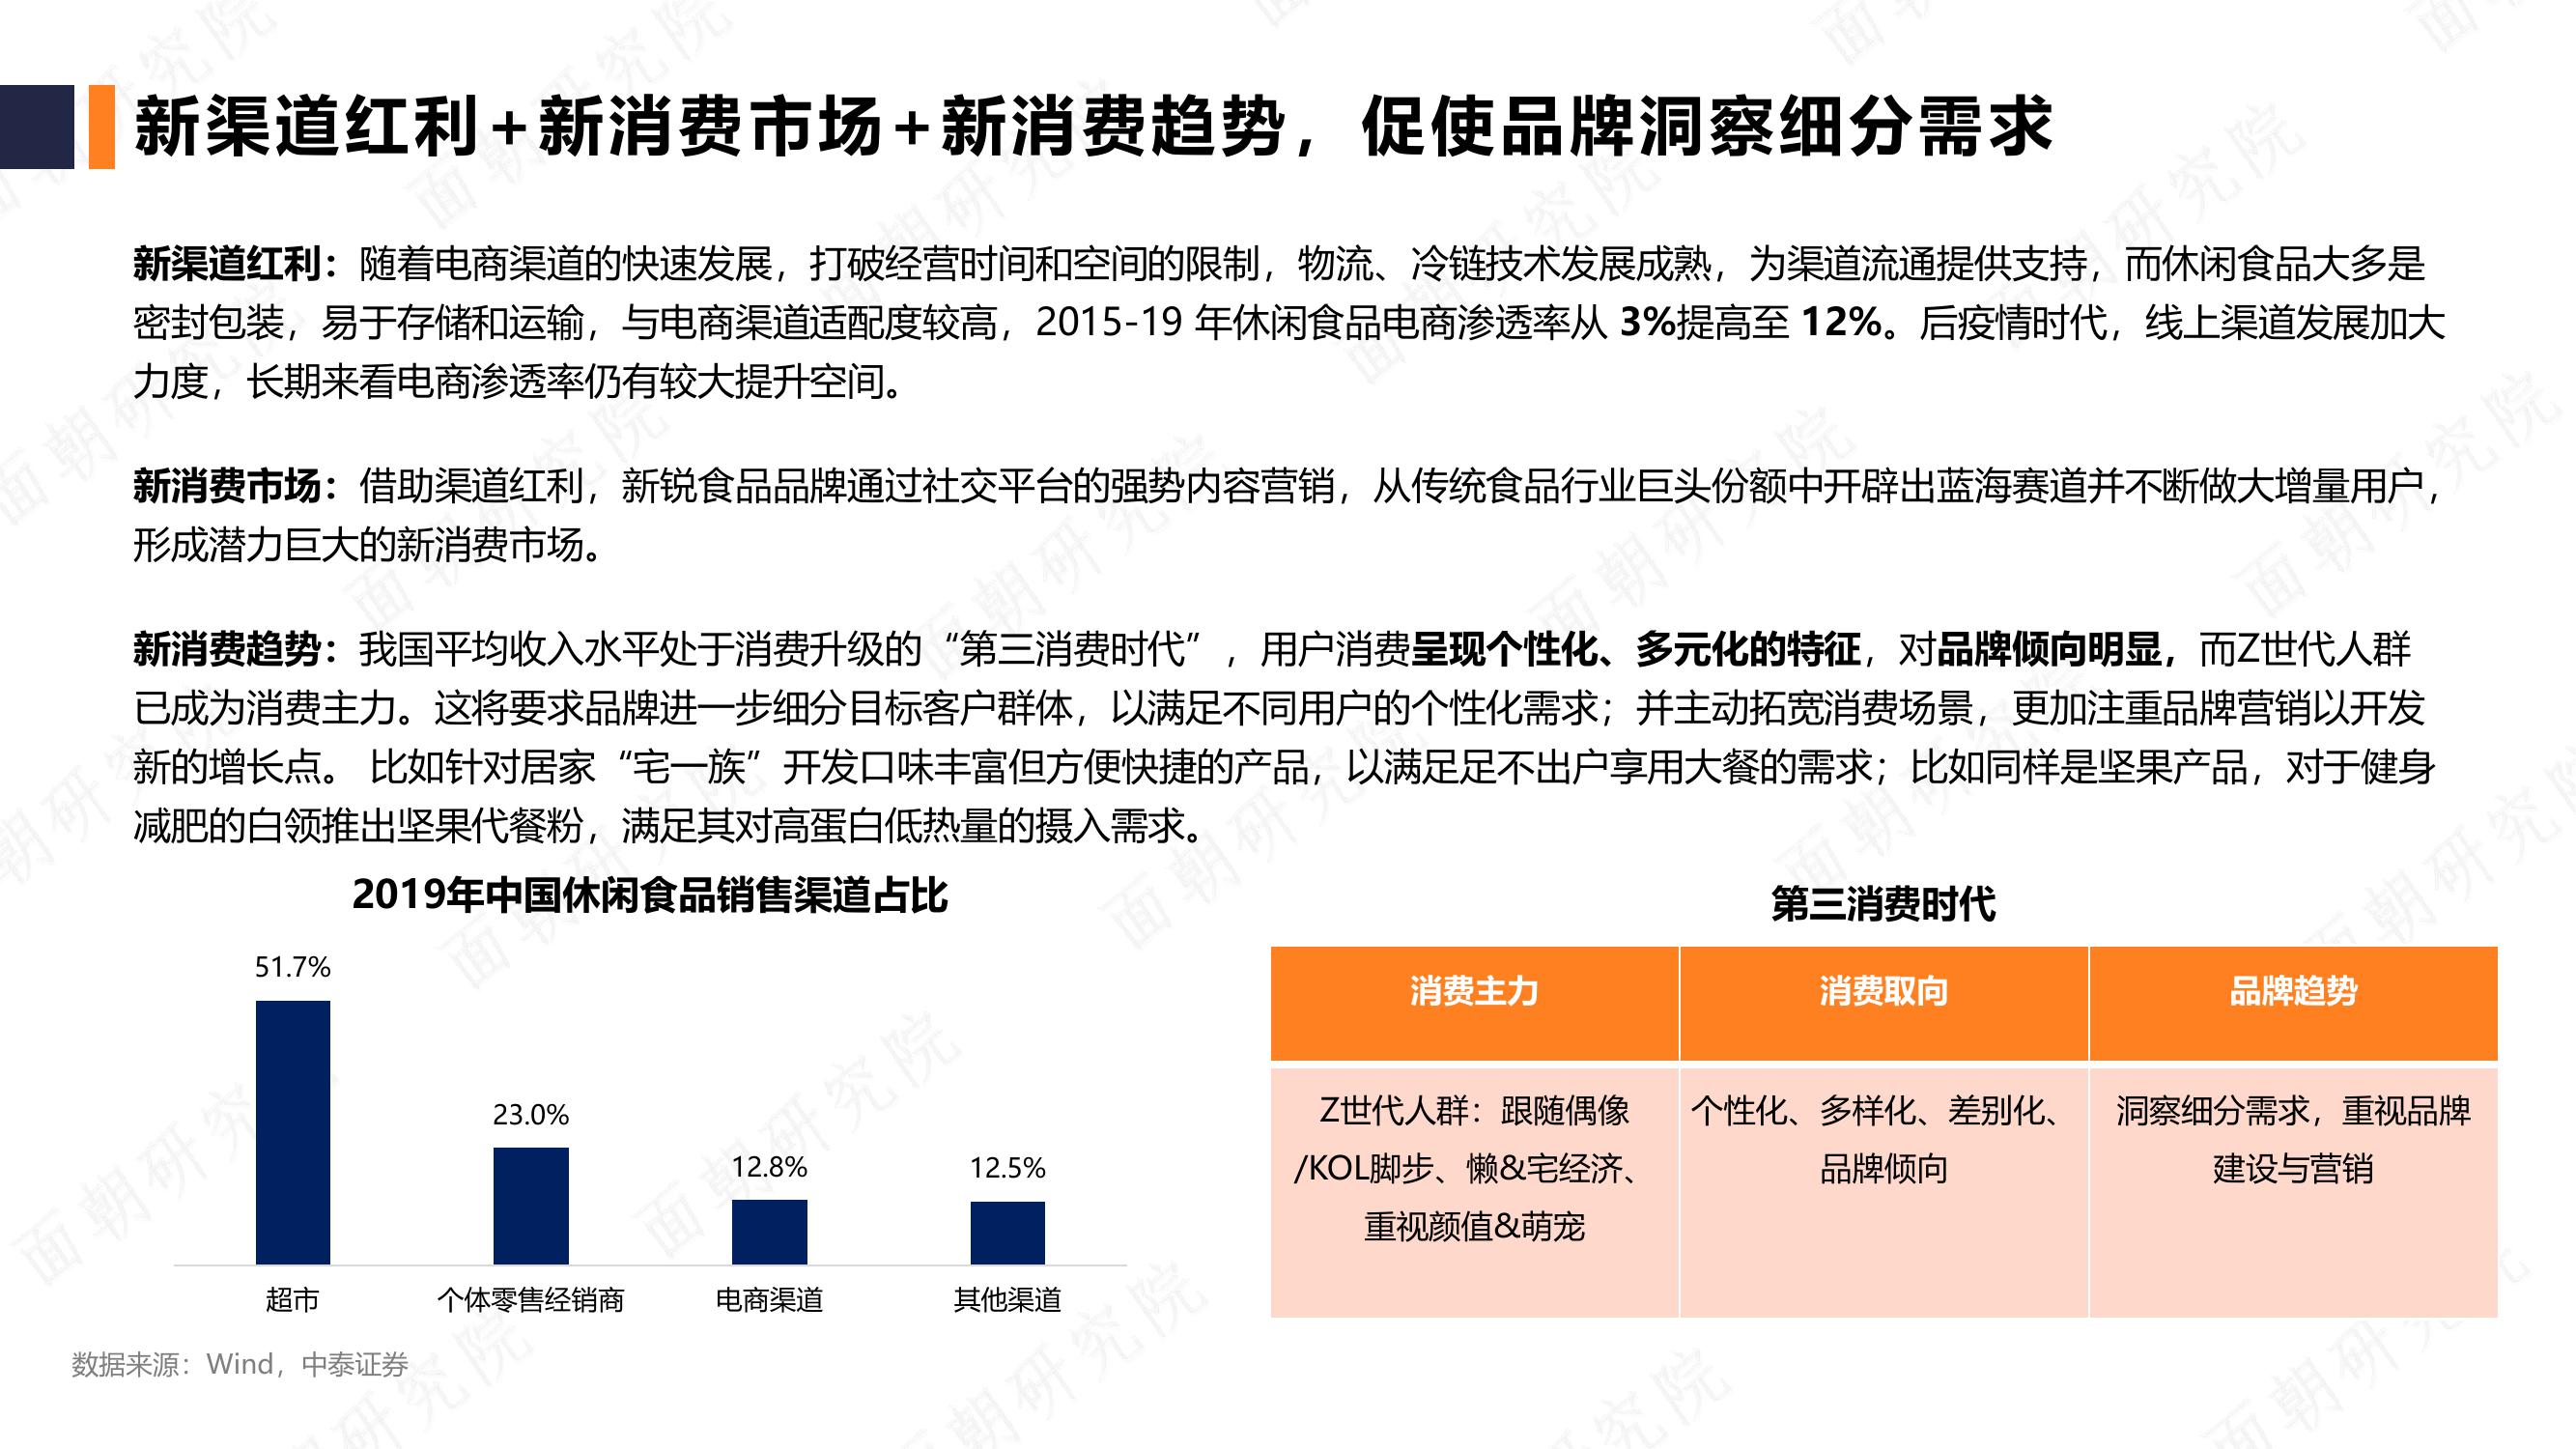 新渠道红利+新消费市场+新消费趋势，促使品牌洞察细分需求
新渠道红利：随着电商渠道的快速发展，打破经营时间和空间的限制，物流、冷链技术发展成熟，为渠道流通提供支持，而休闲食品大多是
密封包装，易于存储和运输，与电商渠道适配度较高，2015-19 年休闲食品电商渗透率从 3%提高至 12%。后疫情时代，线上渠道发展加大
力度，长期来看电商渗透率仍有较大提升空间。
新消费市场：借助渠道红利，新锐食品品牌通过社交平台的强势内容营销，从传统食品行业巨头份额中开辟出蓝海赛道并不断做大增量用户，
形成潜力巨大的新消费市场。
新消费趋势：我国平均收入水平处于消费升级的“第三消费时代”，用户消费呈现个性化、多元化的特征，对品牌倾向明显，而Z世代人群
已成为消费主力。这将要求品牌进一步细分目标客户群体，以满足不同用户的个性化需求；并主动拓宽消费场景，更加注重品牌营销以开发
新的增长点。 比如针对居家“宅一族”开发口味丰富但方便快捷的产品，以满足足不出户享用大餐的需求；比如同样是坚果产品，对于健身
减肥的白领推出坚果代餐粉，满足其对高蛋白低热量的摄入需求。
2019年中国休闲食品销售渠道占比
51.7%
23.0%
12.8%
12.5%
超市
个体零售经销商
电商渠道
其他渠道
数据来源：Wind，中泰证券
第三消费时代
消费主力
消费取向
品牌趋势
Z世代人群：跟随偶像
/KOL脚步、懒&宅经济、
重视颜值&萌宠
个性化、多样化、差别化、
品牌倾向
洞察细分需求，重视品牌
建设与营销
面朝研究院